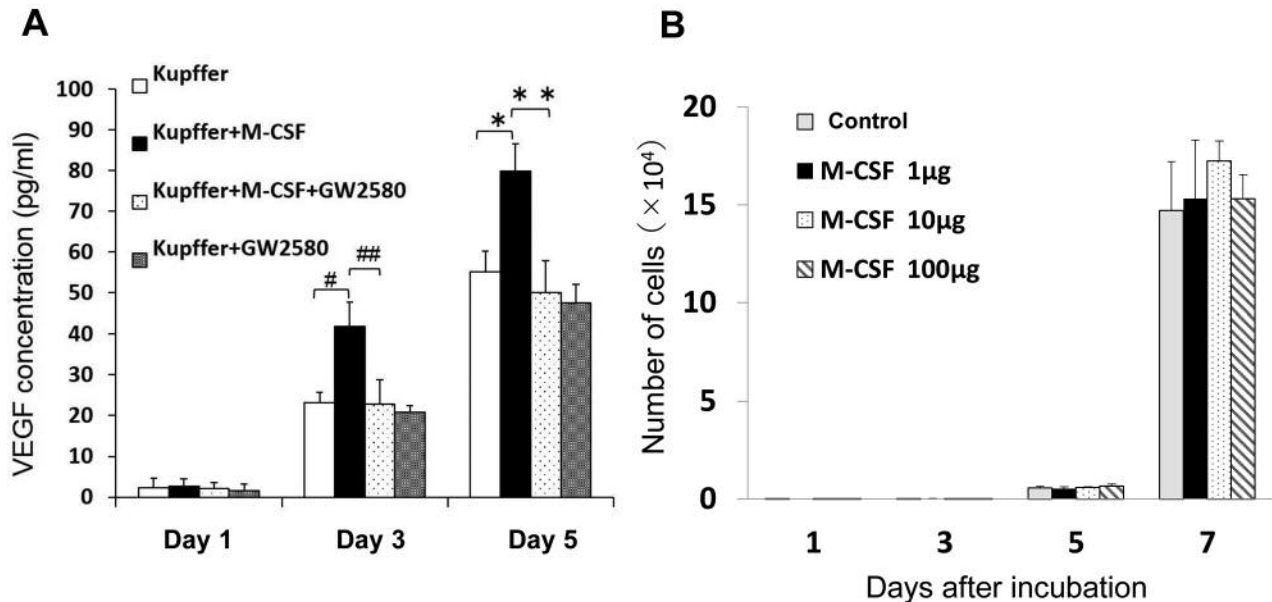 A
Kupffer
Kupffer+M-CSF
Kupffer+M-CSF+GW2580
Kupffer+GW2580
VEGF concentration (pg/ml)
100
90
80
70
60
50
40
30
20
10
0
#
##
*
* *
Day 1
Day 3
Day 5
B
Control
M-CSF 1μg
M-CSF 10μg
M-CSF 100μg
Number of cells (×10⁴)
20
15
10
5
0
1
3
5
7
Days after incubation